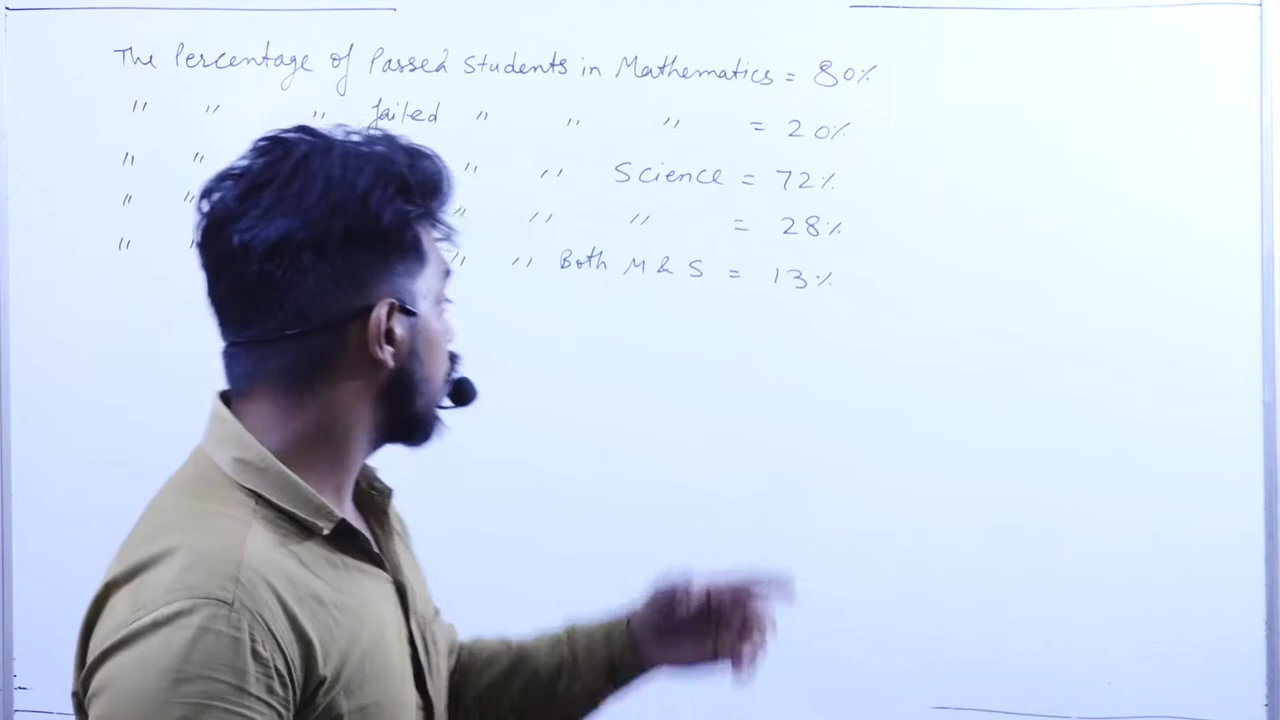 The Percentage of Passed Students in Mathematics = 80%
" " " failed " " " = 20%
" " " " Science = 72%
" " " " " = 28%
" " " " Both M & S = 13%